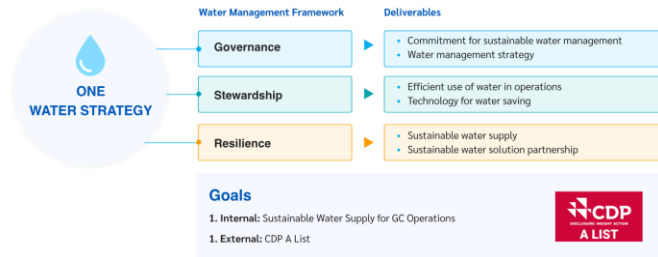 Water Management Framework
Deliverables
ONE
WATER STRATEGY
Governance
• Commitment for sustainable water management
• Water management strategy
Stewardship
• Efficient use of water in operations
• Technology for water saving
Resilience
• Sustainable water supply
• Sustainable water solution partnership
Goals
1. Internal: Sustainable Water Supply for GC Operations
1. External: CDP A List
CDP
DISCLOSURE INSIGHT ACTION
A LIST